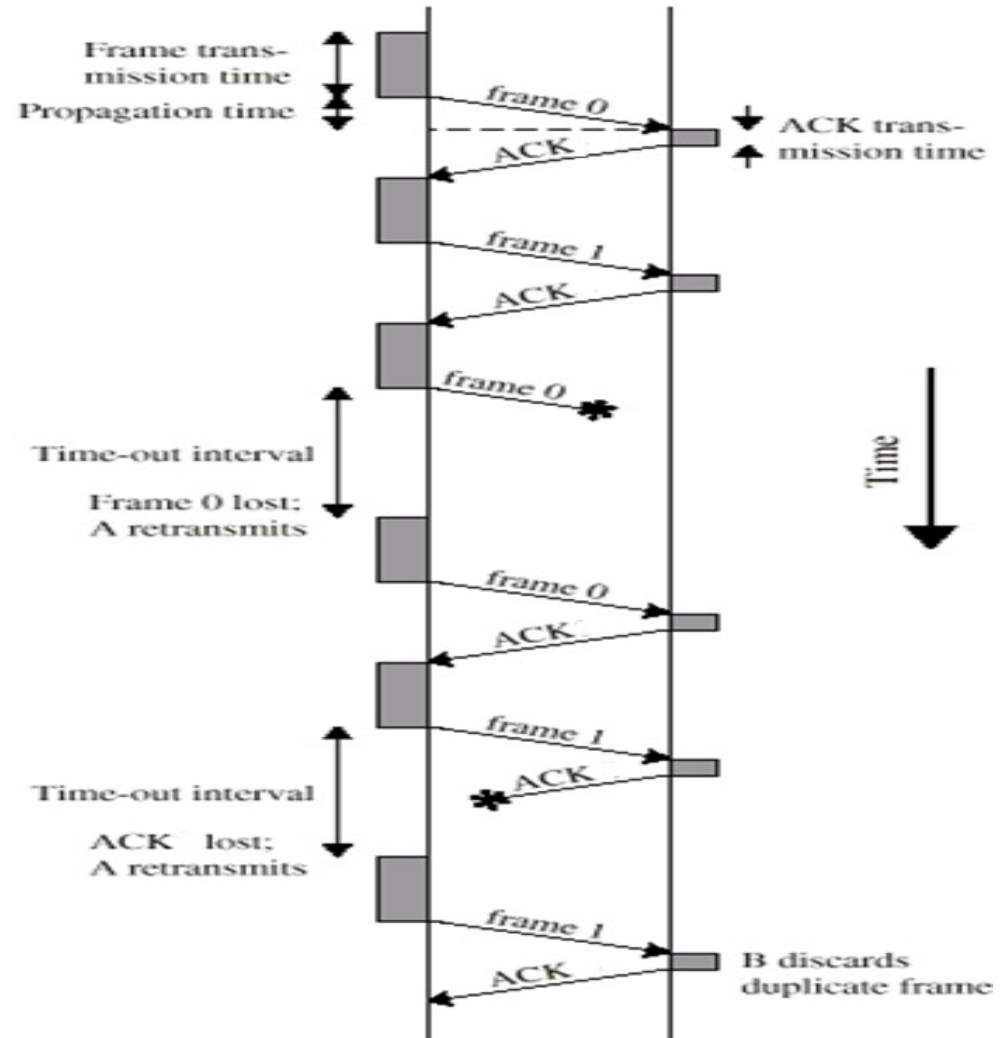 Frame trans-
mission time
Propagation time
frame 0
ACK trans-
mission time
ACK
frame 1
ACK
frame 0
Time-out interval
Frame 0 lost;
A retransmits
Time
frame 0
ACK
frame 1
ACK
Time-out interval
ACK lost;
A retransmits
frame 1
B discards
duplicate frame
ACK